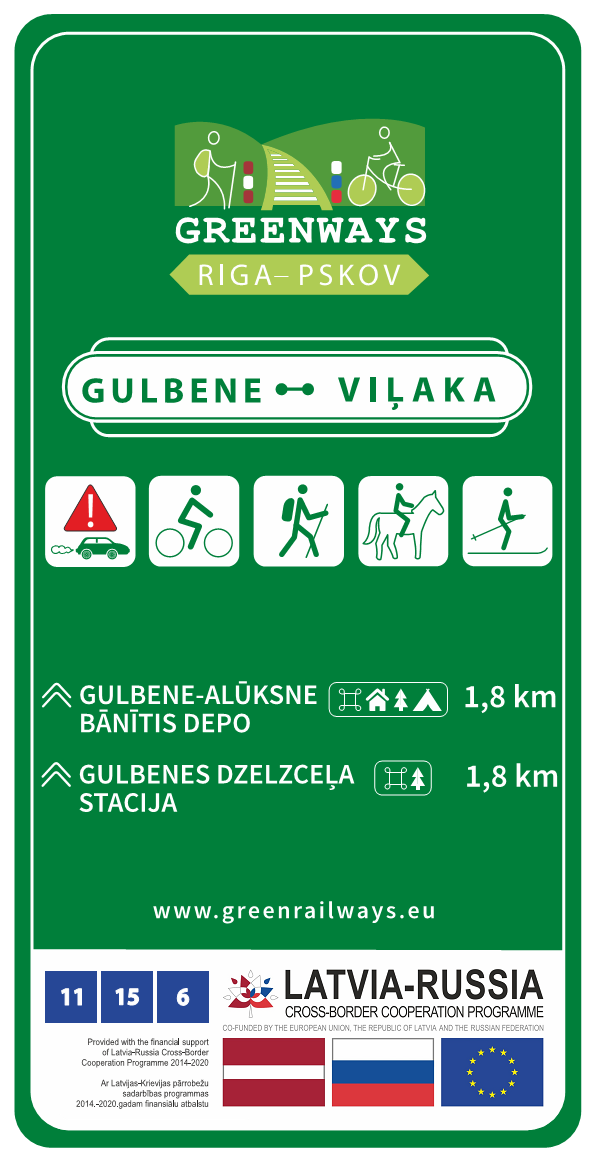 GREENWAYS
RIGA– PSKOV
GULBENE VIĻAKA
GULBENE-ALŪKSNE 1,8 km
BĀNĪTIS DEPO
GULBENES DZELZCEĻA 1,8 km
STACIJA
www.greenrailways.eu
11 15 6
LATVIA-RUSSIA
CROSS-BORDER COOPERATION PROGRAMME
CO-FUNDED BY THE EUROPEAN UNION, THE REPUBLIC OF LATVIA AND THE RUSSIAN FEDERATION
Provided with the financial support
of Latvia-Russia Cross-Border
Cooperation Programme 2014-2020
Ar Latvijas-Krievijas pārrobežu
sadarbības programmas
2014.-2020.gadam finansiālu atbalstu